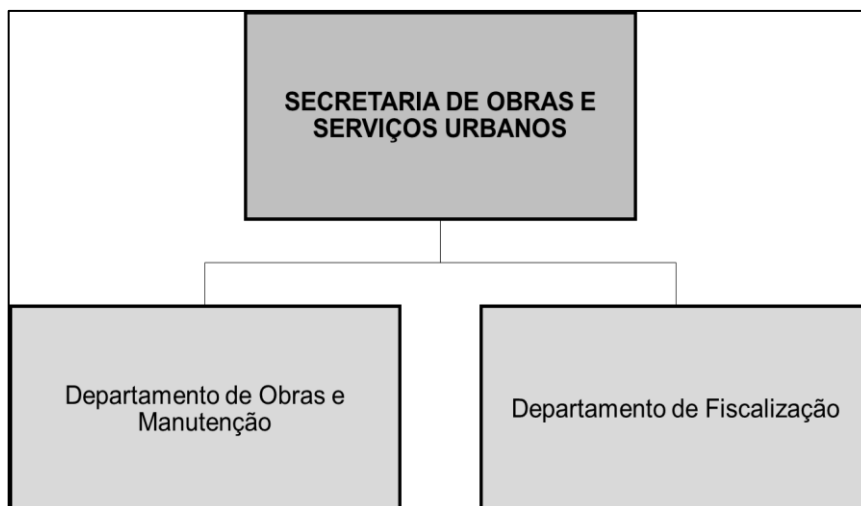 SECRETARIA DE OBRAS E
SERVIÇOS URBANOS
Departamento de Obras e
Manutenção
Departamento de Fiscalização